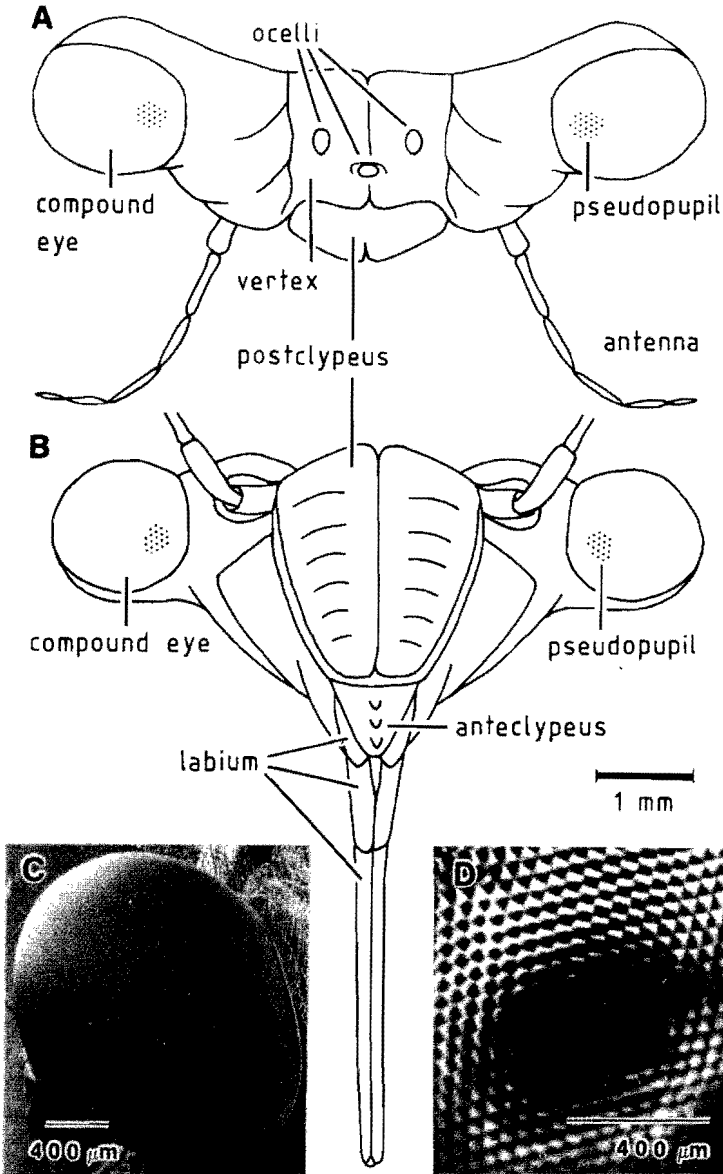 A
ocelli
compound
eye
pseudopupil
vertex
antenna
postclypeus
B
compound eye
pseudopupil
anteclypeus
labium
1 mm
C
D
400 µm
400 µm